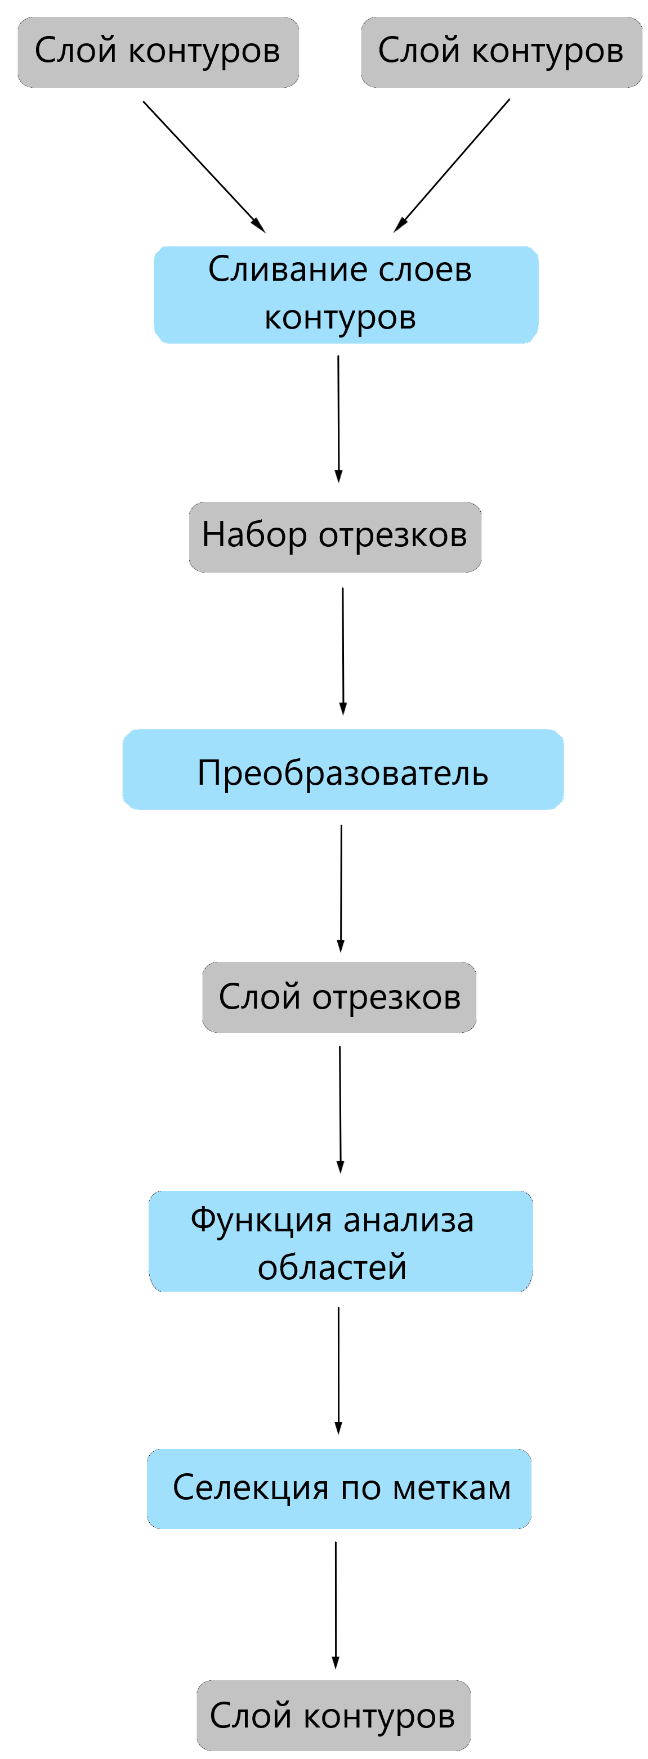 Слой контуров
Слой контуров
Сливание слоев
контуров
Набор отрезков
Преобразователь
Слой отрезков
Функция анализа
областей
Селекция по меткам
Слой контуров